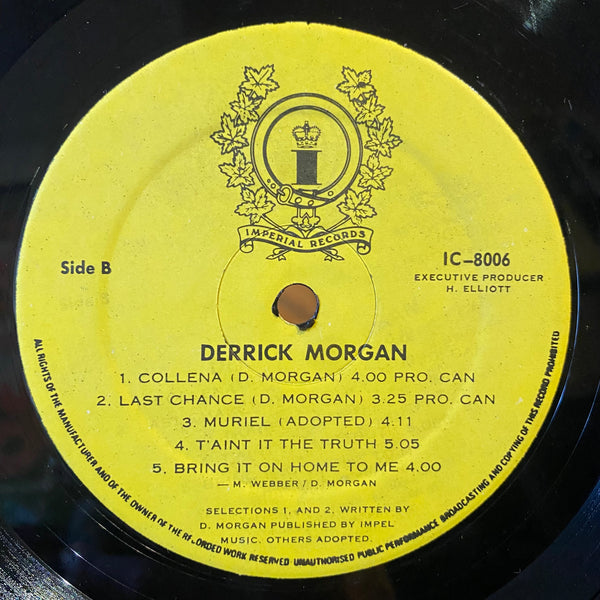 I
IMPERIAL RECORDS
Side B
IC-8006
EXECUTIVE PRODUCER
H. ELLIOTT
DERRICK MORGAN
1. COLLENA (D. MORGAN) 4.00 PRO. CAN
2. LAST CHANCE (D. MORGAN) 3.25 PRO. CAN
3. MURIEL (ADOPTED) 4.11
4. T'AINT IT THE TRUTH 5.05
5. BRING IT ON HOME TO ME 4.00
— M. WEBBER / D. MORGAN
SELECTIONS 1, AND 2, WRITTEN BY
D. MORGAN PUBLISHED BY IMPEL
MUSIC. OTHERS ADOPTED.
ALL RIGHTS OF THE MANUFACTURER AND OF THE OWNER OF THE RECORDED WORK RESERVED UNAUTHORISED PUBLIC PERFORMANCE BROADCASTING AND COPYING OF THIS RECORD PROHIBITED